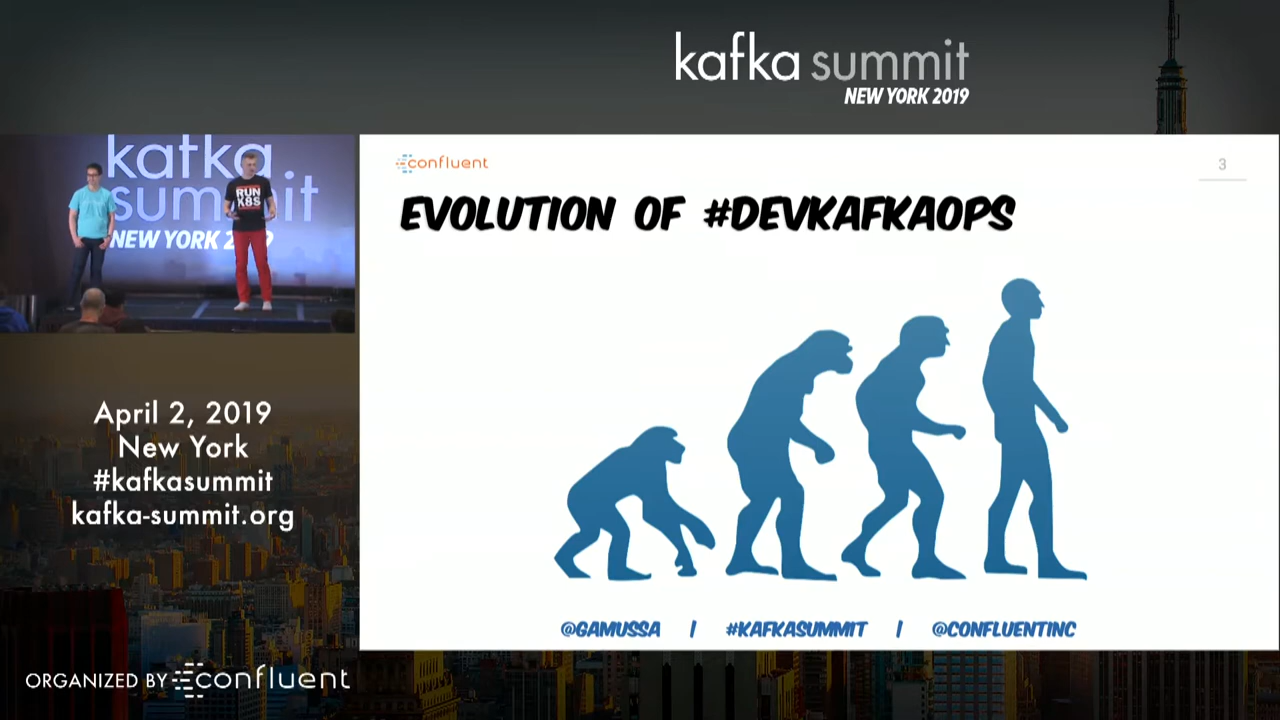 kafka summit
NEW YORK 2019
kafka
summit
NEW YORK 2019
RUN
K8S
confluent
3
EVOLUTION OF #DEVKAFKAOPS
@GAMUSSA | #KAFKASUMMIT | @CONFLUENTINC
April 2, 2019
New York
#kafkasummit
kafka-summit.org
ORGANIZED BY confluent